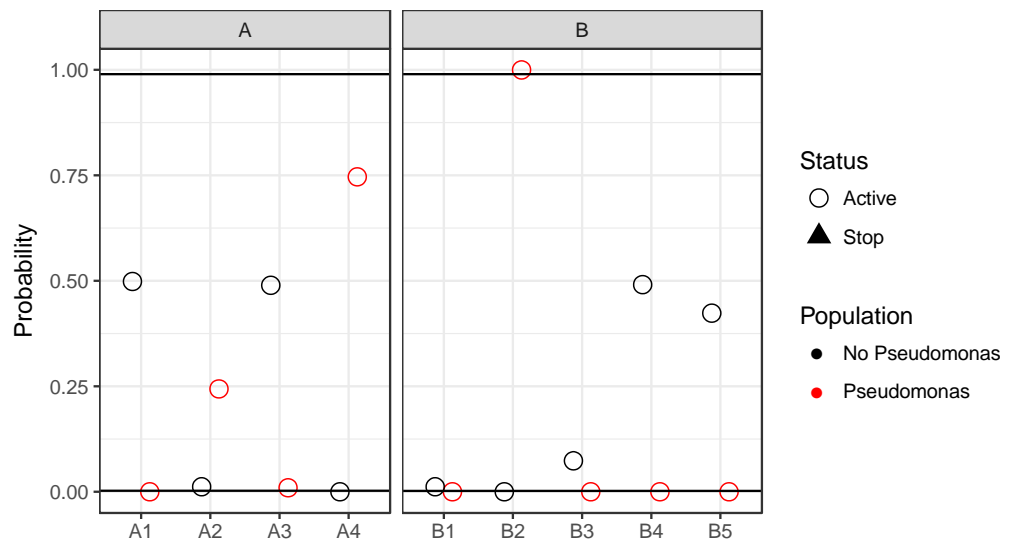 A
B
1.00
0.75
0.50
0.25
0.00
Probability
A1 A2 A3 A4
B1 B2 B3 B4 B5
Status
Active
Stop
Population
No Pseudomonas
Pseudomonas